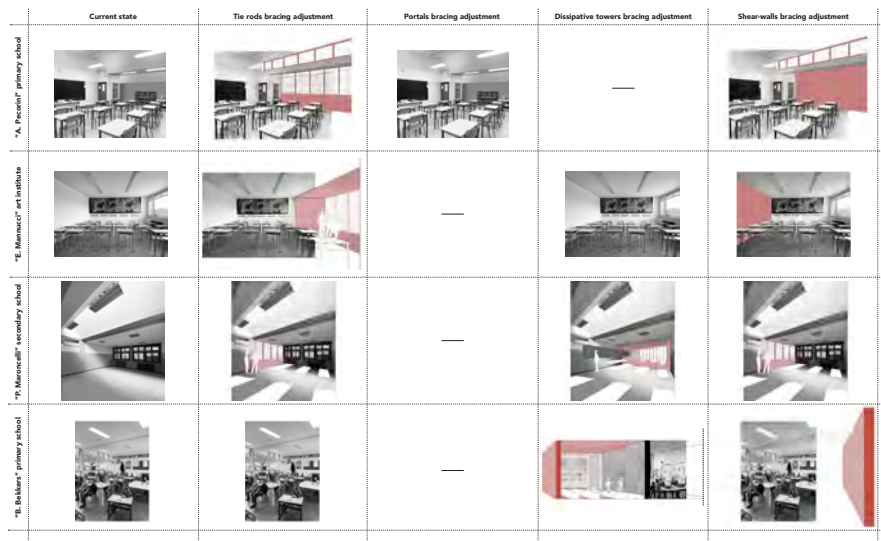 Current state
Tie rods bracing adjustment
Portals bracing adjustment
Dissipative towers bracing adjustment
Shear-walls bracing adjustment
"A. Pecorini" primary school
—
"E. Mannucci" art institute
—
"P. Maroncelli" secondary school
—
"B. Bekkers" primary school
—